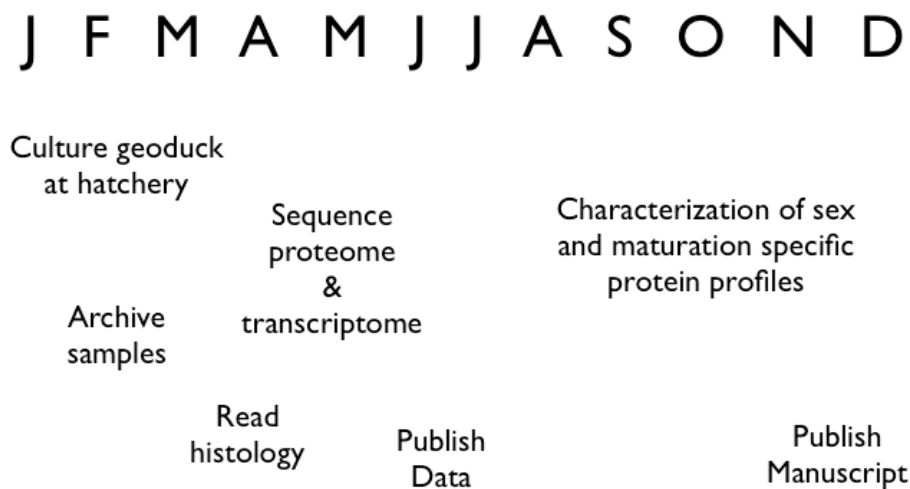 J F M A M J J A S O N D
Culture geoduck
at hatchery
Sequence
proteome
&
transcriptome
Characterization of sex
and maturation specific
protein profiles
Archive
samples
Read
histology
Publish
Data
Publish
Manuscript